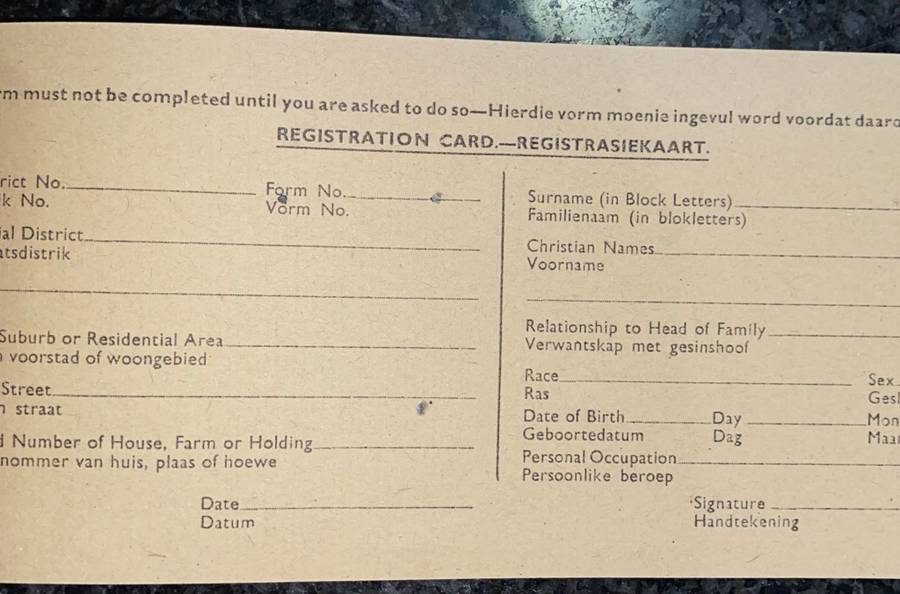 must not be completed until you are asked to do so—Hierdie vorm moenie ingevul word voordat
REGISTRATION CARD.—REGISTRASIEKAART.
rict No.
k No.
Form No.
Vorm No.
ial District
atsdistrik
Suburb or Residential Area
voorstad of woongebied
Street
straat
Number of House, Farm or Holding
nommer van huis, plaas of hoewe
Date
Datum
Surname (in Block Letters)
Familienaam (in blokletters)
Christian Names
Voorname
Relationship to Head of Family
Verwantskap met gesinshoof
Race
Ras
Sex
Gesl
Date of Birth
Day
Mon
Geboortedatum
Dag
Maa
Personal Occupation
Persoonlike beroep
Signature
Handtekening